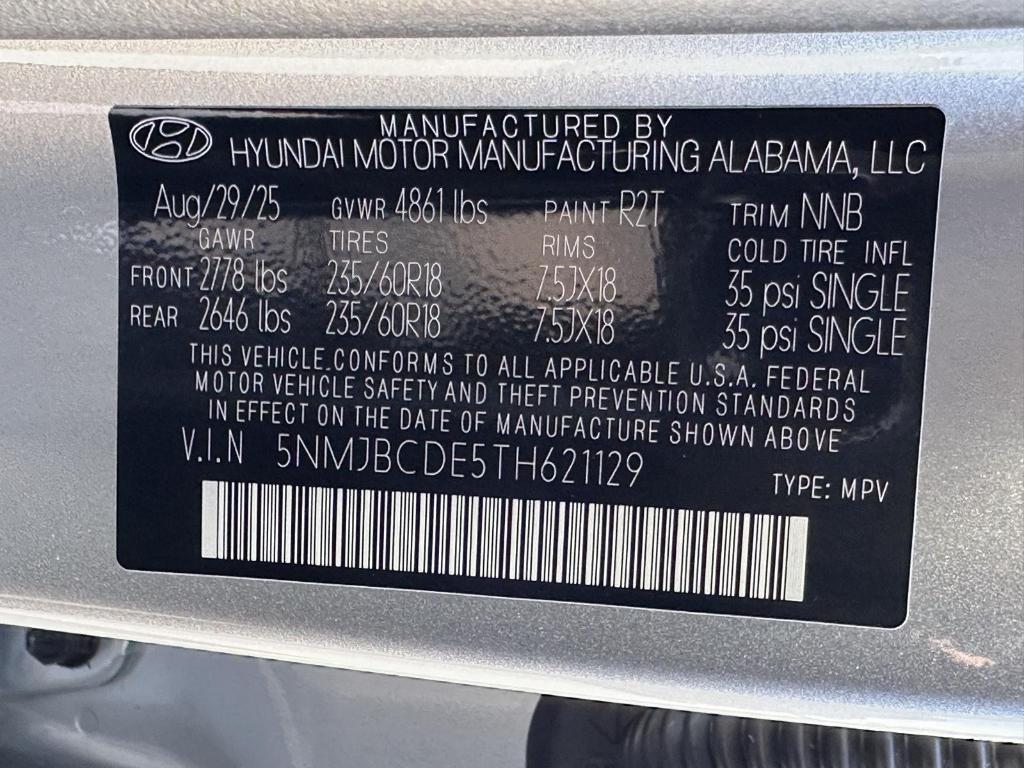 MANUFACTURED BY
HYUNDAI MOTOR MANUFACTURING ALABAMA, LLC
Aug/29/25 GVWR 4861 lbs PAINT R2T TRIM NNB
GAWR TIRES RIMS COLD TIRE INFL
FRONT 2778 lbs 235/60R18 7.5JX18 35 psi SINGLE
REAR 2646 lbs 235/60R18 7.5JX18 35 psi SINGLE
THIS VEHICLE CONFORMS TO ALL APPLICABLE U.S.A. FEDERAL
MOTOR VEHICLE SAFETY AND THEFT PREVENTION STANDARDS
IN EFFECT ON THE DATE OF MANUFACTURE SHOWN ABOVE
V.I.N 5NMJBCDE5TH621129
TYPE: MPV